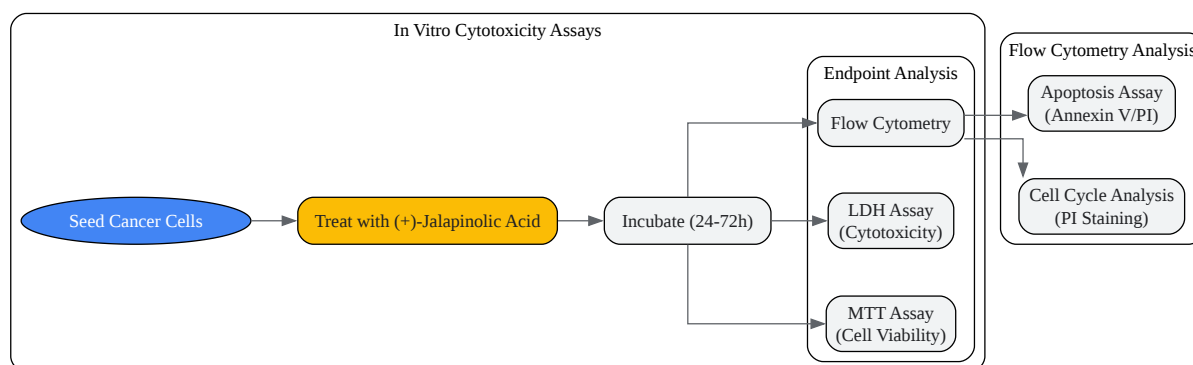 In Vitro Cytotoxicity Assays
Flow Cytometry Analysis
Endpoint Analysis
Apoptosis Assay
(Annexin V/PI)
Flow Cytometry
Cell Cycle Analysis
(PI Staining)
Seed Cancer Cells
Treat with (+)-Jalapinolic Acid
Incubate (24-72h)
LDH Assay
(Cytotoxicity)
MTT Assay
(Cell Viability)